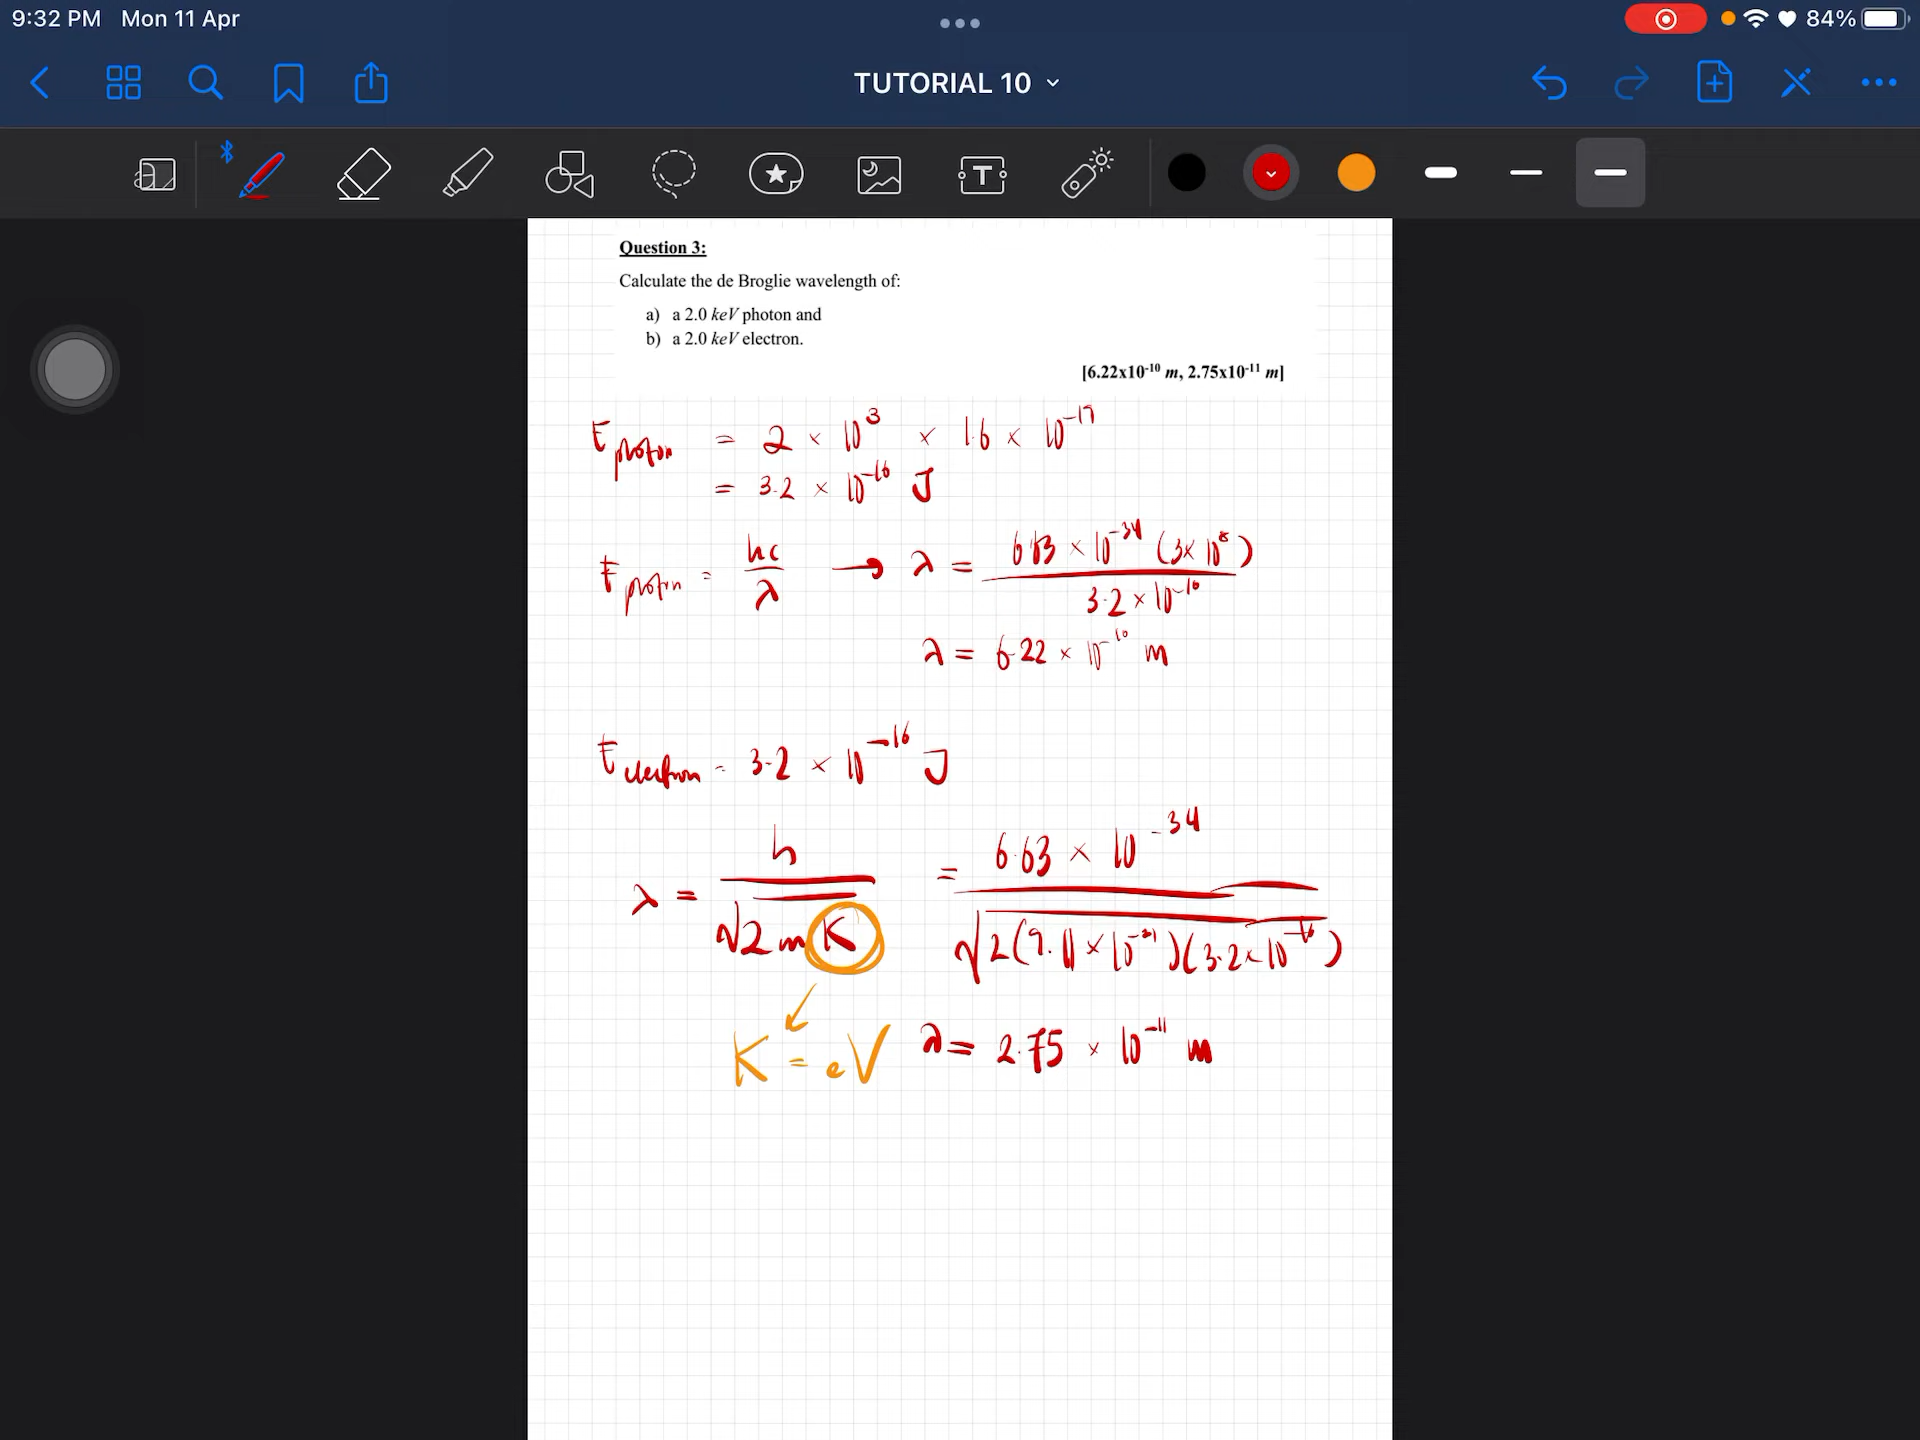 9:32 PM Mon 11 Apr
84%
TUTORIAL 10
Question 3:
Calculate the de Broglie wavelength of:
a) a 2.0 keV photon and
b) a 2.0 keV electron.
[6.22x10⁻¹⁰ m, 2.75x10⁻¹¹ m]
E photon = 2 × 10³ × 1.6 × 10⁻¹⁹
= 3.2 × 10⁻¹⁶ J
E photon = hc/λ → λ = 6.63 × 10⁻³⁴ (3 × 10⁸) / 3.2 × 10⁻¹⁶
λ = 6.22 × 10⁻¹⁰ m
E electron = 3.2 × 10⁻¹⁶ J
λ = h / √2mK = 6.63 × 10⁻³⁴ / √2(9.11 × 10⁻³¹)(3.2 × 10⁻¹⁶)
K = eV
λ = 2.75 × 10⁻¹¹ m